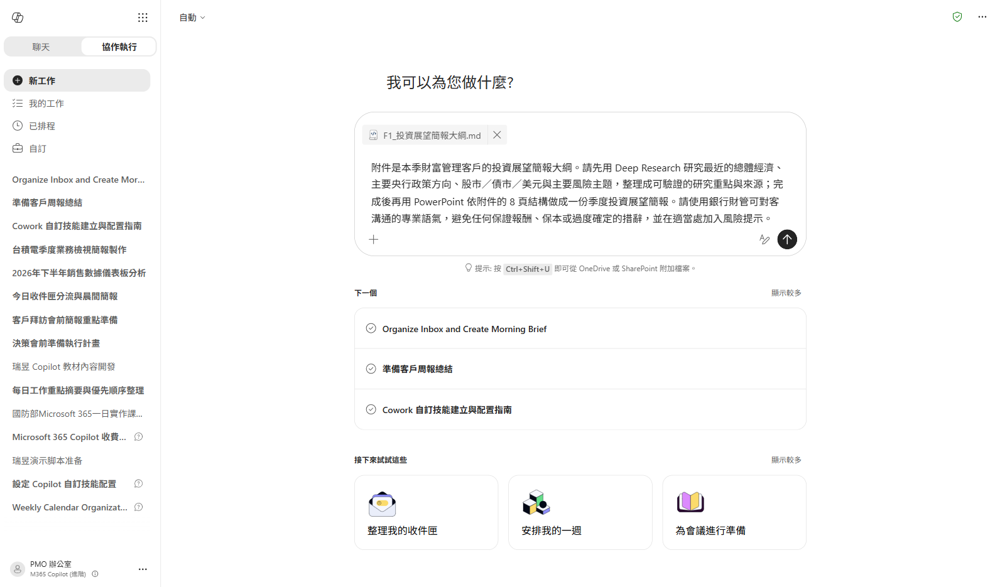 聊天
協作執行
新工作
我的工作
已排程
自訂
Organize Inbox and Create Mor...
準備客戶周報總結
Cowork 自訂技能建立與配置指南
台積電季度業務檢視簡報製作
2026年下半年銷售數據儀表板分析
今日收件匣分流與晨間簡報
客戶拜訪會前簡報重點準備
決策會前準備執行計畫
瑞昱 Copilot 教材內容開發
每日工作重點摘要與優先順序整理
國防部Microsoft 365一日實作課...
Microsoft 365 Copilot 收費...
瑞昱演示脚本准备
設定 Copilot 自訂技能配置
Weekly Calendar Organizat...
PMO 辦公室
M365 Copilot (進階)
自動
我可以為您做什麼?
F1_投資展望簡報大綱.md
附件是本季財富管理客戶的投資展望簡報大綱。請先用 Deep Research 研究最近的總體經濟、
主要央行政策方向、股市／債市／美元與主要風險主題，整理成可驗證的研究重點與來源；完
成後再用 PowerPoint 依附件的 8 頁結構做成一份季度投資展望簡報。請使用銀行財管可對客
溝通的專業語氣，避免任何保證報酬、保本或過度確定的措辭，並在適當處加入風險提示。
提示: 按 Ctrl+Shift+U 即可從 OneDrive 或 SharePoint 附加檔案。
下一個
顯示較多
Organize Inbox and Create Morning Brief
準備客戶周報總結
Cowork 自訂技能建立與配置指南
接下來試試這些
顯示較多
整理我的收件匣
安排我的一週
為會議進行準備